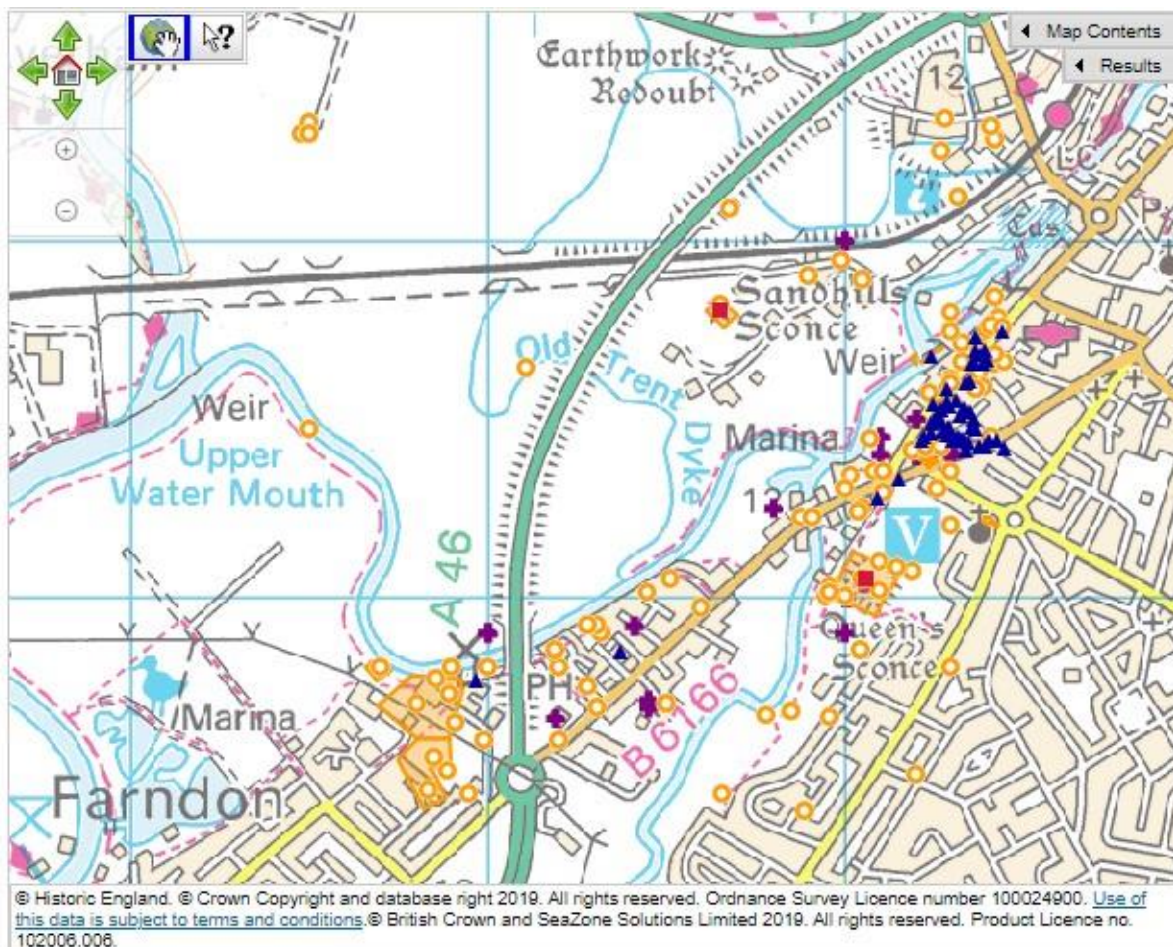 Map Contents
Results
?
Earthwork
Redoubt
12
LC
i
Cas
Sandhills
Sconce
Old Trent Dyke
Weir
Weir
Upper
Water Mouth
Marina
A 46
V
Queen's
Sconce
PH
Marina
B 6166
Farndon
© Historic England. © Crown Copyright and database right 2019. All rights reserved. Ordnance Survey Licence number 100024900. Use of
this data is subject to terms and conditions.© British Crown and SeaZone Solutions Limited 2019. All rights reserved. Product Licence no.
102006.006.